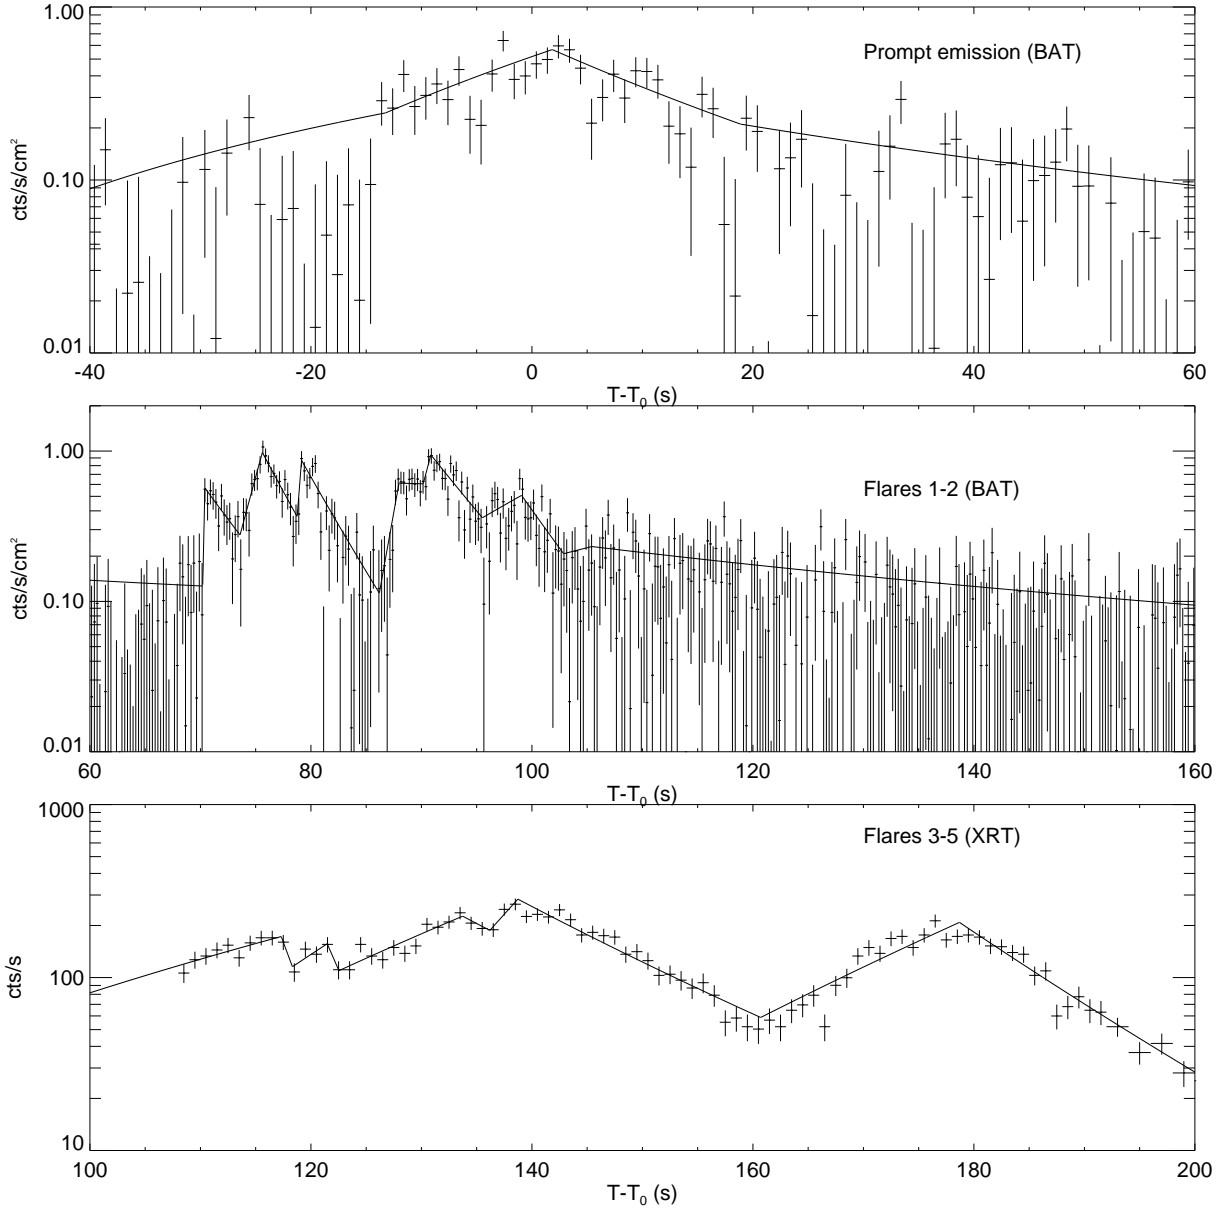 1.00
Prompt emission (BAT)
cts/s/cm²
0.10
0.01
-40 -20 0 20 40 60
T-T₀ (s)
1.00
Flares 1-2 (BAT)
cts/s/cm²
0.10
0.01
60 80 100 120 140 160
T-T₀ (s)
1000
Flares 3-5 (XRT)
cts/s
100
10
100 120 140 160 180 200
T-T₀ (s)